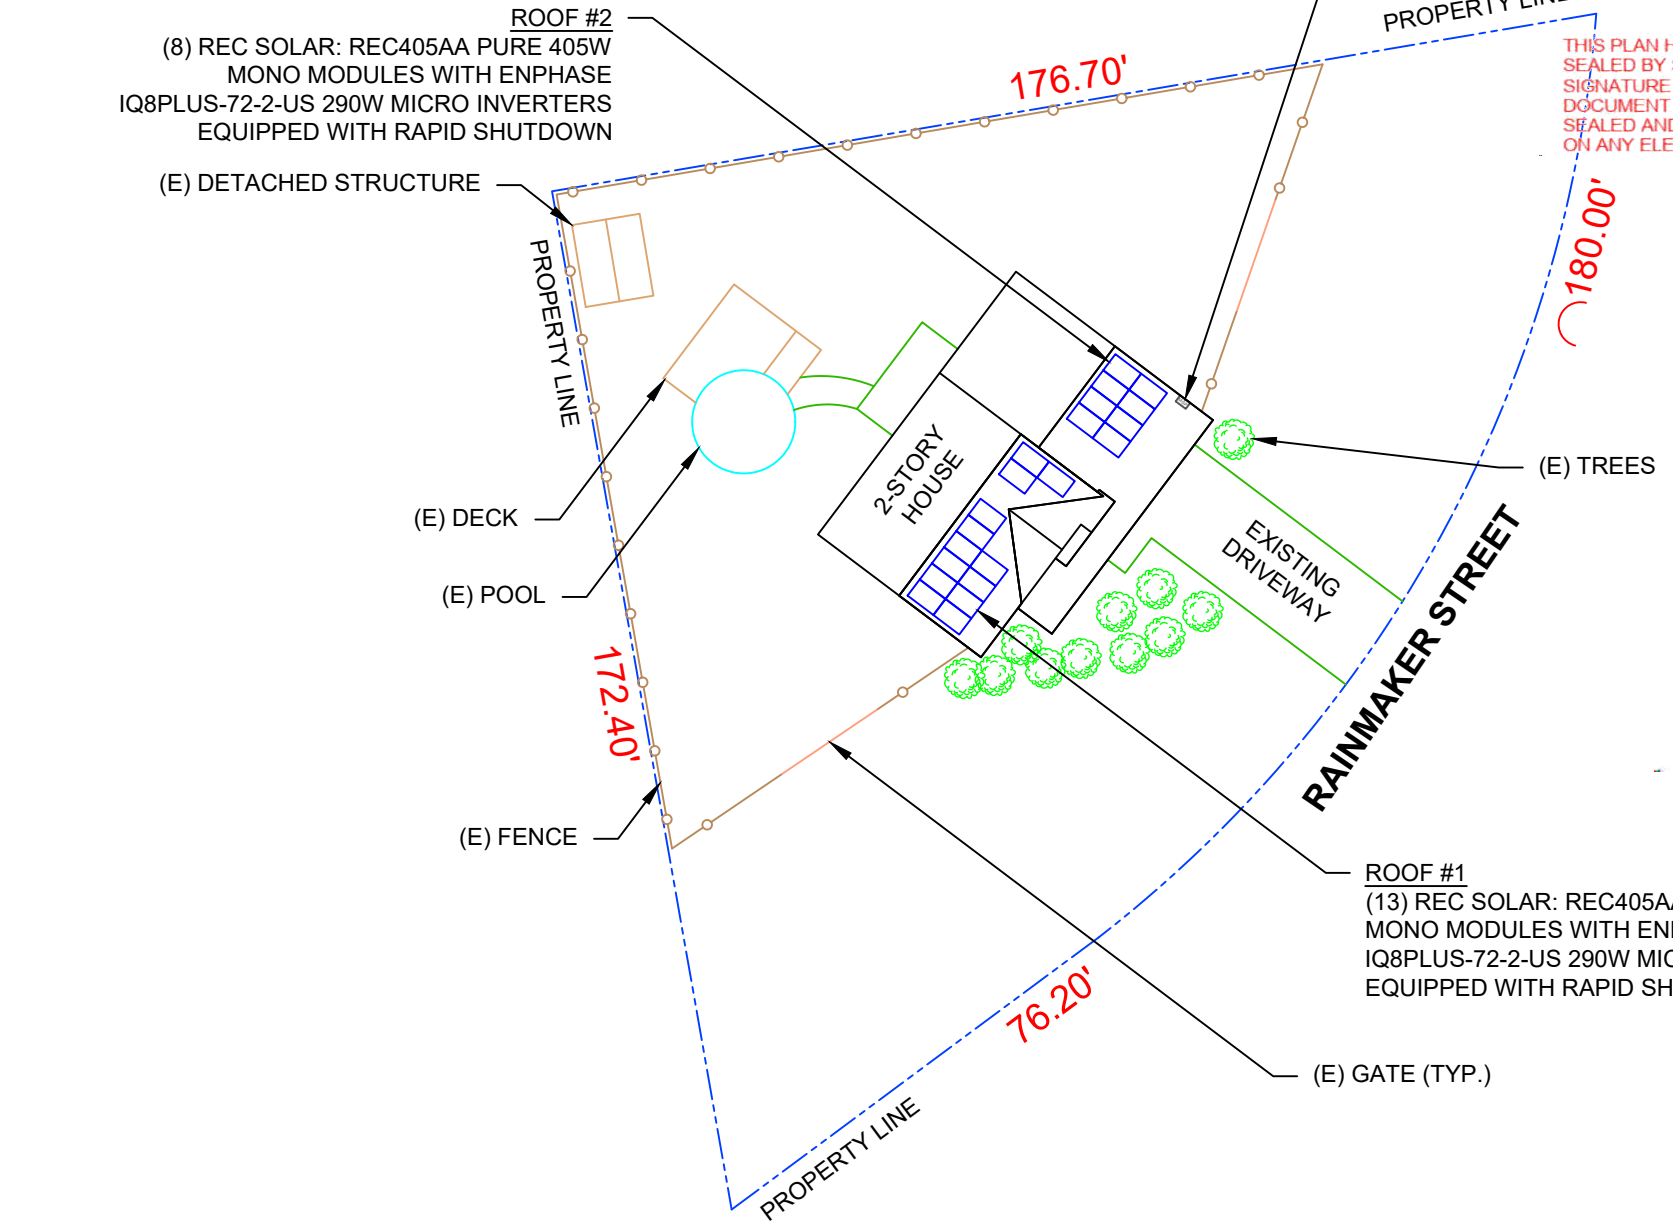 ROOF #2
(8) REC SOLAR: REC405AA PURE 405W
MONO MODULES WITH ENPHASE
IQ8PLUS-72-2-US 290W MICRO INVERTERS
EQUIPPED WITH RAPID SHUTDOWN
PROPERTY LINE
THIS PLAN H
SEALED BY
SIGNATURE
DOCUMENT
SEALED AND
ON ANY ELE
176.70'
(E) DETACHED STRUCTURE
180.00'
PROPERTY LINE
2-STORY
HOUSE
(E) TREES
(E) DECK
EXISTING
DRIVEWAY
(E) POOL
RAINMAKER STREET
172.40'
(E) FENCE
ROOF #1
(13) REC SOLAR: REC405A
MONO MODULES WITH EN
IQ8PLUS-72-2-US 290W MIC
EQUIPPED WITH RAPID SH
76.20'
(E) GATE (TYP.)
PROPERTY LINE